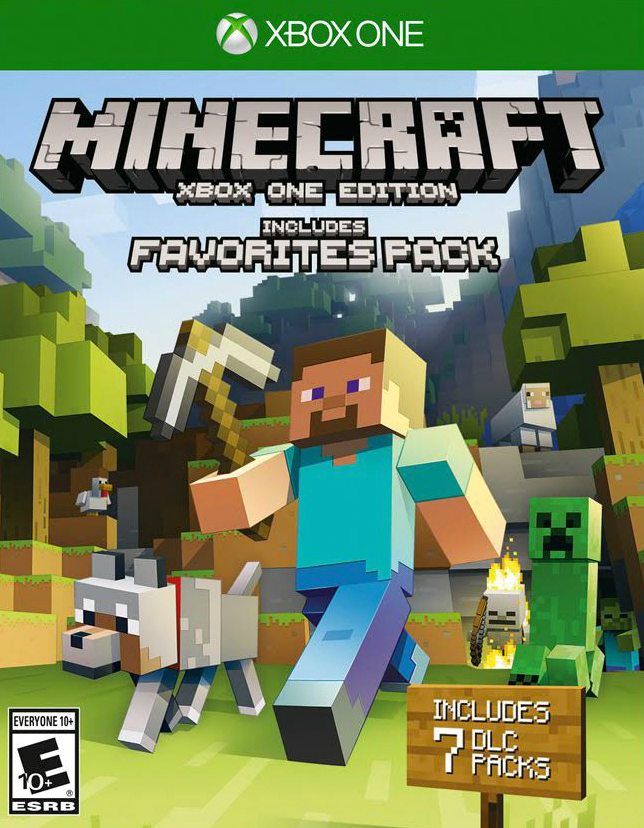 XBOX ONE
MINECRAFT
XBOX ONE EDITION
INCLUDES
FAVORITES PACK
INCLUDES
7 DLC
PACKS
EVERYONE 10+
E
10+
®
ESRB